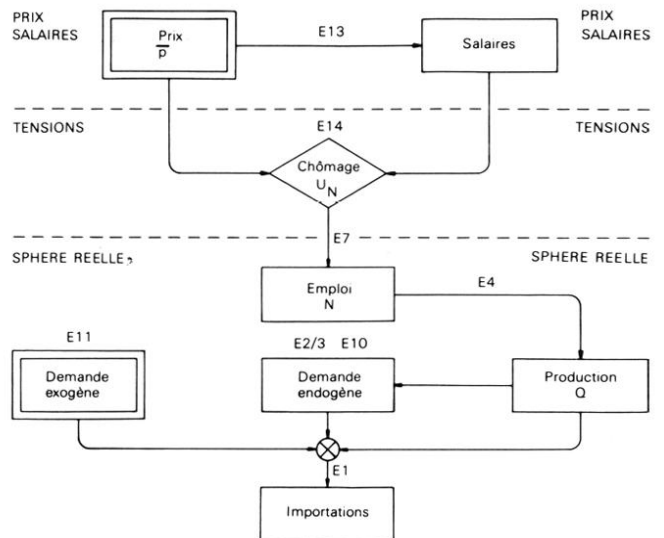 PRIX
SALAIRES
Prix
p
E13
Salaires
PRIX
SALAIRES
TENSIONS
E14
TENSIONS
Chômage
U_N
E7
SPHERE REELLE,
SPHERE REELLE
Emploi
N
E4
E11
E2/3 E10
Demande
exogène
Demande
endogène
Production
Q
E1
Importations